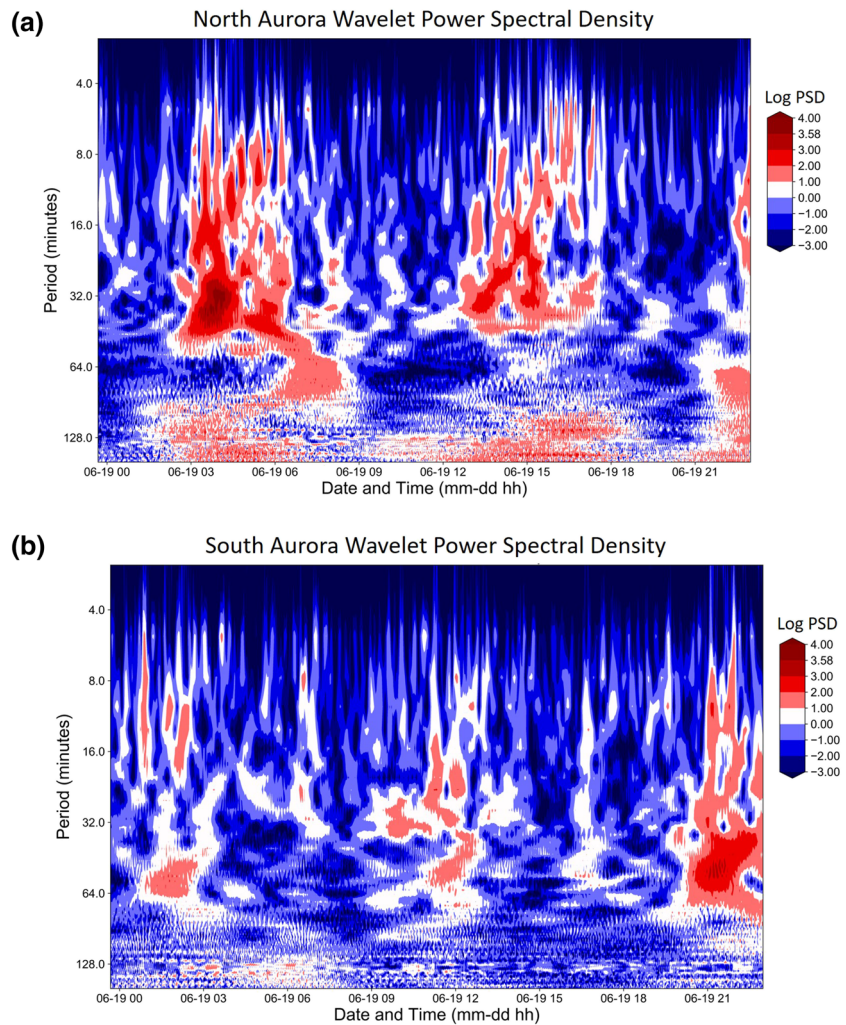 (a)
North Aurora Wavelet Power Spectral Density
Period (minutes)
4.0
8.0
16.0
32.0
64.0
128.0
06-19 00 06-19 03 06-19 06 06-19 09 06-19 12 06-19 15 06-19 18 06-19 21
Date and Time (mm-dd hh)
Log PSD
4.00
3.58
3.00
2.00
1.00
0.00
−1.00
−2.00
−3.00
(b)
South Aurora Wavelet Power Spectral Density
Period (minutes)
4.0
8.0
16.0
32.0
64.0
128.0
06-19 00 06-19 03 06-19 06 06-19 09 06-19 12 06-19 15 06-19 18 06-19 21
Date and Time (mm-dd hh)
Log PSD
4.00
3.58
3.00
2.00
1.00
0.00
−1.00
−2.00
−3.00